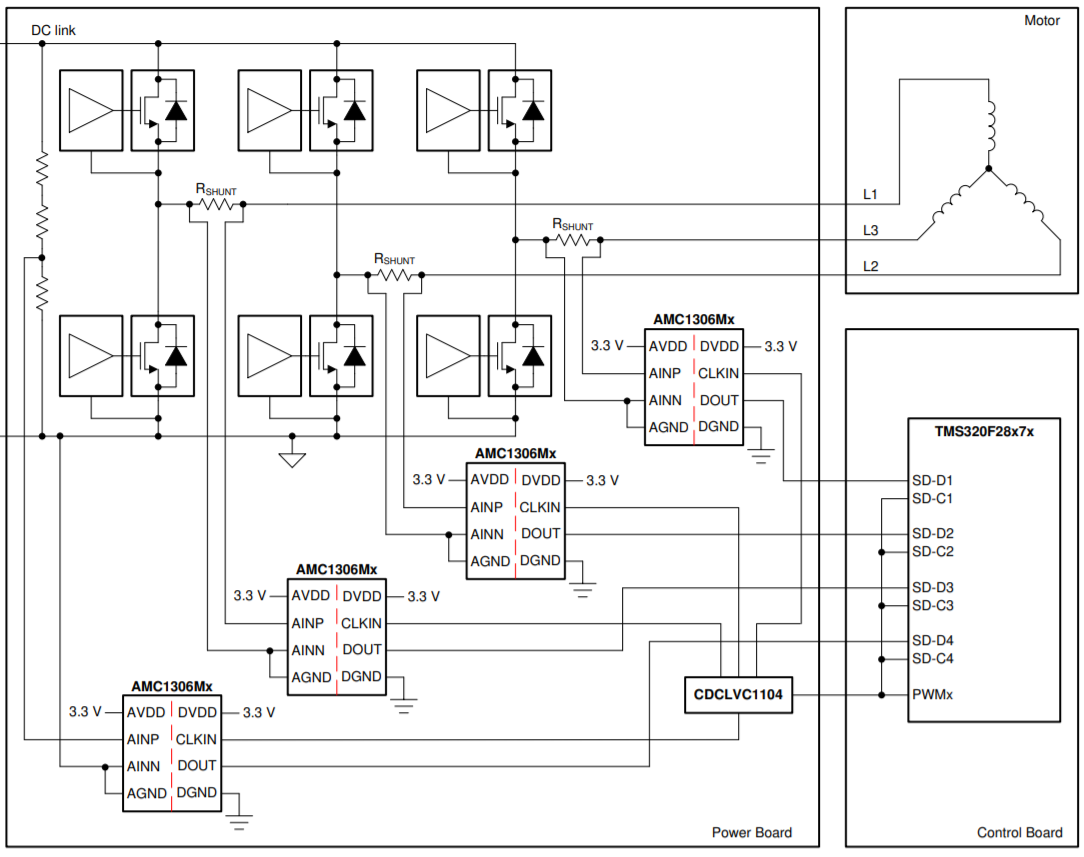 DC link
Motor
RSHUNT
L1
RSHUNT
L3
RSHUNT
L2
AMC1306Mx
3.3 V AVDD DVDD 3.3 V
AINP CLKIN
AINN DOUT
AGND DGND
TMS320F28x7x
AMC1306Mx
3.3 V AVDD DVDD 3.3 V
AINP CLKIN
AINN DOUT
AGND DGND
SD-D1
SD-C1
SD-D2
SD-C2
SD-D3
SD-C3
SD-D4
SD-C4
PWMx
AMC1306Mx
3.3 V AVDD DVDD 3.3 V
AINP CLKIN
AINN DOUT
AGND DGND
CDCLVC1104
AMC1306Mx
3.3 V AVDD DVDD 3.3 V
AINP CLKIN
AINN DOUT
AGND DGND
Power Board
Control Board